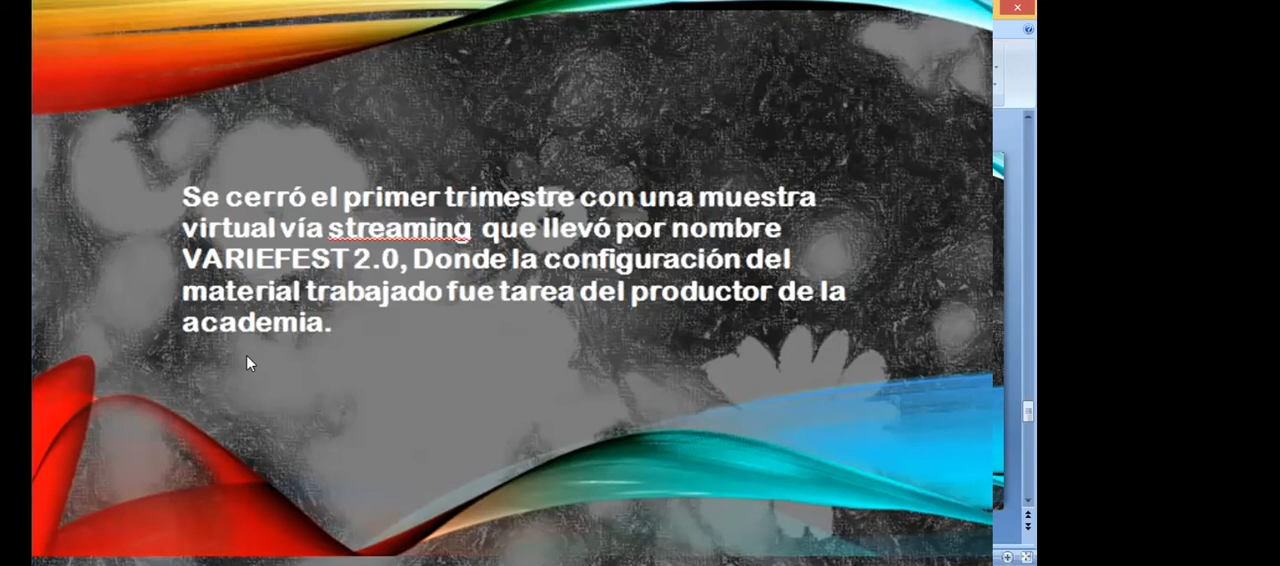 Se cerró el primer trimestre con una muestra
virtual vía streaming que llevó por nombre
VARIEFEST 2.0, Donde la configuración del
material trabajado fue tarea del productor de la
academia.